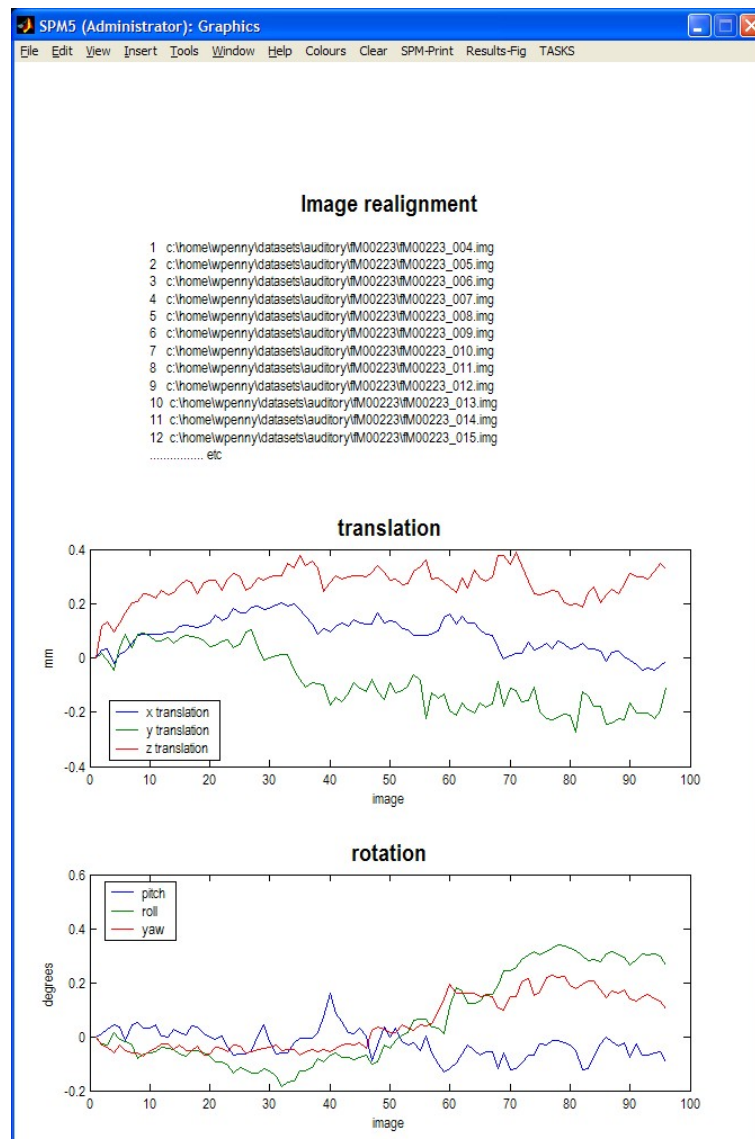 SPM5 (Administrator): Graphics
File Edit View Insert Tools Window Help Colours Clear SPM-Print Results-Fig TASKS
Image realignment
1 c:\home\wpenny\datasets\auditory\fM00223\fM00223_004.img
2 c:\home\wpenny\datasets\auditory\fM00223\fM00223_005.img
3 c:\home\wpenny\datasets\auditory\fM00223\fM00223_006.img
4 c:\home\wpenny\datasets\auditory\fM00223\fM00223_007.img
5 c:\home\wpenny\datasets\auditory\fM00223\fM00223_008.img
6 c:\home\wpenny\datasets\auditory\fM00223\fM00223_009.img
7 c:\home\wpenny\datasets\auditory\fM00223\fM00223_010.img
8 c:\home\wpenny\datasets\auditory\fM00223\fM00223_011.img
9 c:\home\wpenny\datasets\auditory\fM00223\fM00223_012.img
10 c:\home\wpenny\datasets\auditory\fM00223\fM00223_013.img
11 c:\home\wpenny\datasets\auditory\fM00223\fM00223_014.img
12 c:\home\wpenny\datasets\auditory\fM00223\fM00223_015.img
................ etc
translation
0.4
0.2
0
-0.2
-0.4
mm
x translation
y translation
z translation
0 10 20 30 40 50 60 70 80 90 100
image
rotation
0.6
0.4
0.2
0
-0.2
degrees
pitch
roll
yaw
0 10 20 30 40 50 60 70 80 90 100
image